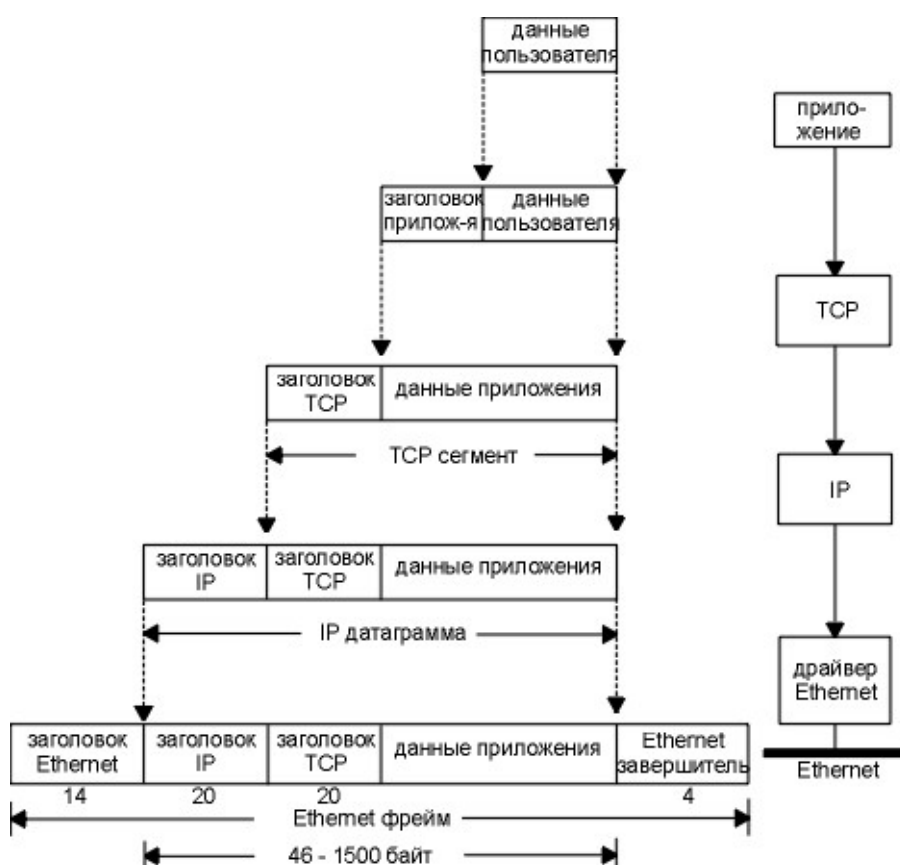 данные
пользователя
прило-
жение
заголовок
прилож-я
данные
пользователя
TCP
заголовок
TCP
данные приложения
TCP сегмент
IP
заголовок
IP
заголовок
TCP
данные приложения
IP датаграмма
драйвер
Ethernet
заголовок
Ethernet
заголовок
IP
заголовок
TCP
данные приложения
Ethernet
завершитель
Ethernet
14
20
20
4
Ethernet фрейм
46 - 1500 байт